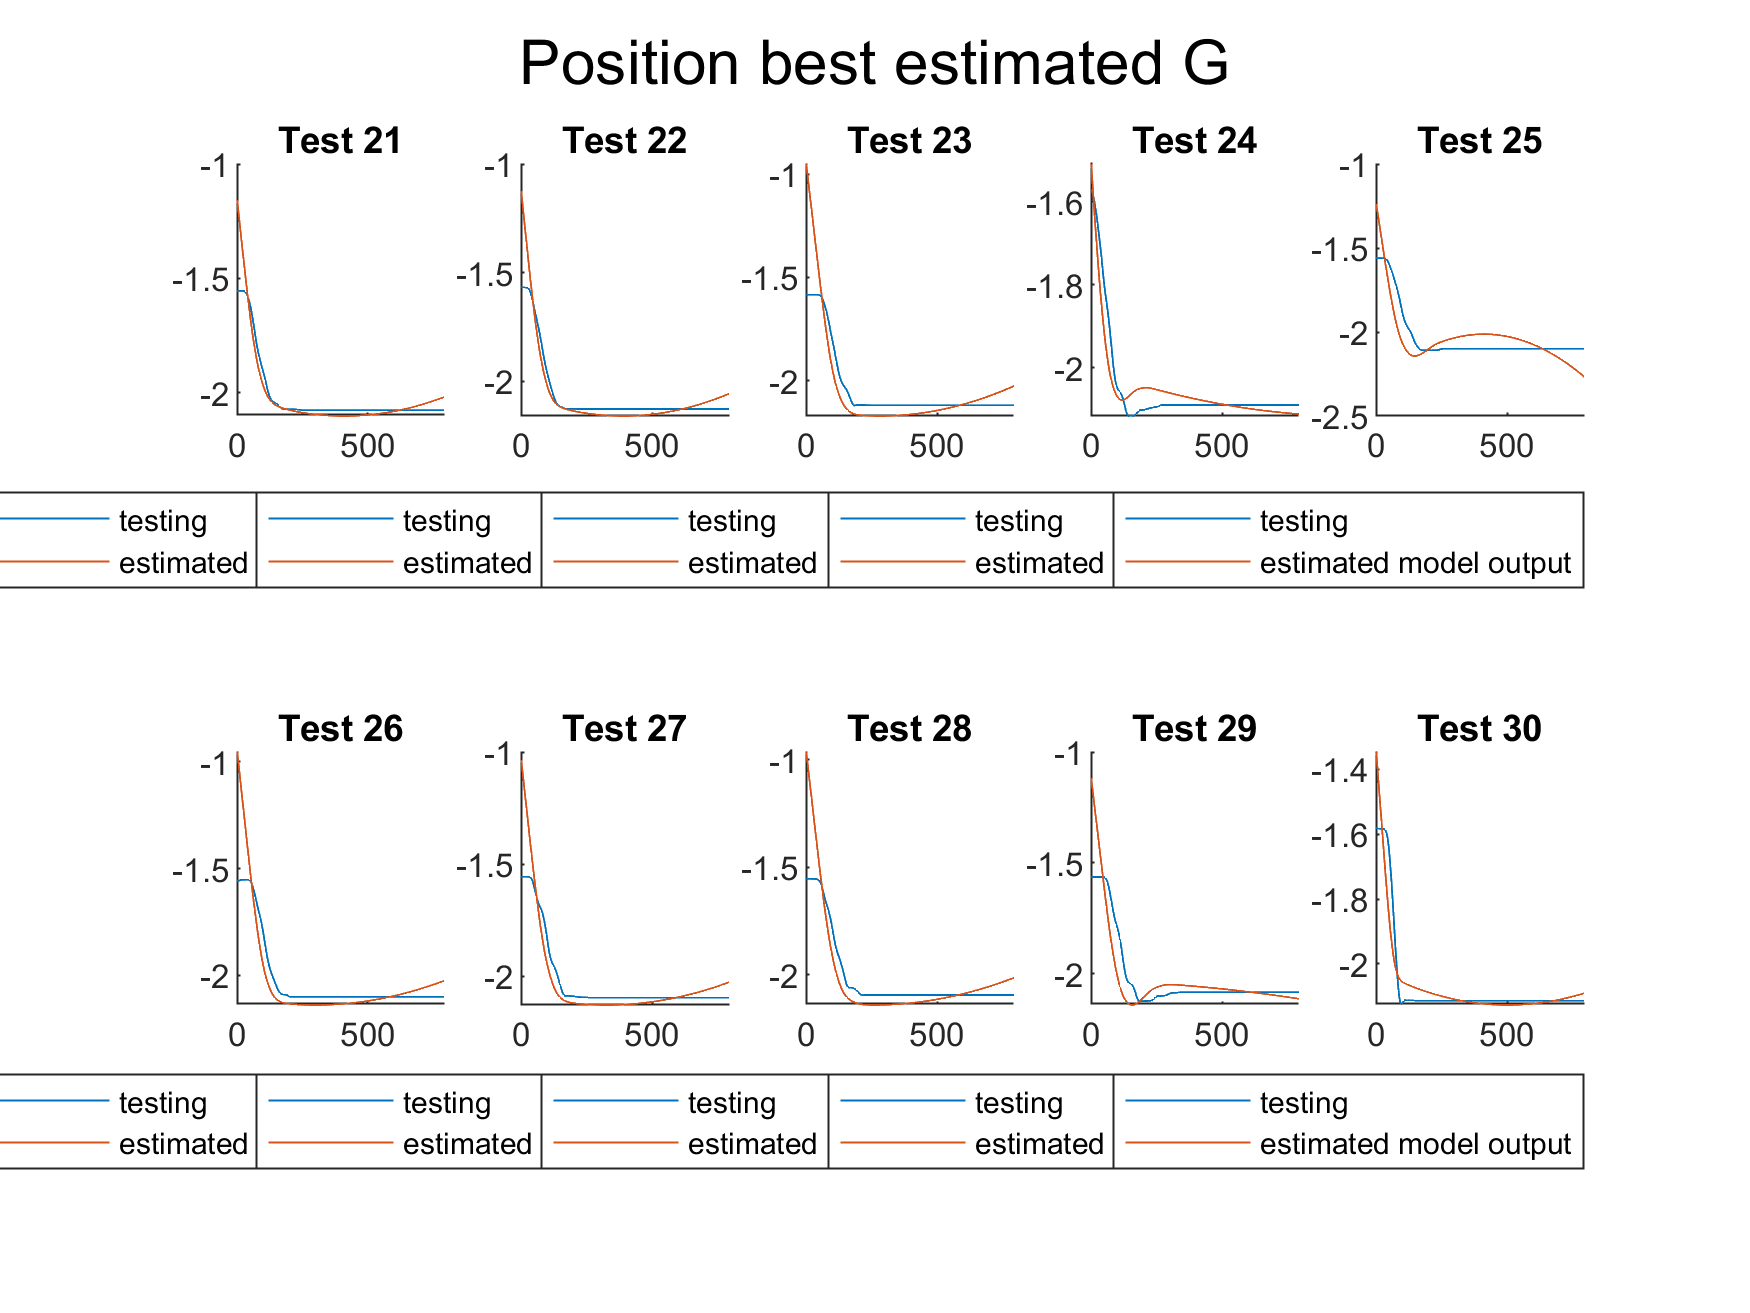 Position best estimated G
Test 21 Test 22 Test 23 Test 24 Test 25
-1 -1.5 -2 0 500
-1 -1.5 -2 0 500
-1 -1.5 -2 0 500
-1.6 -1.8 -2 0 500
-1 -1.5 -2 -2.5 0 500
testing testing testing testing testing
estimated estimated estimated estimated estimated model output
Test 26 Test 27 Test 28 Test 29 Test 30
-1 -1.5 -2 0 500
-1 -1.5 -2 0 500
-1 -1.5 -2 0 500
-1 -1.5 -2 0 500
-1.4 -1.6 -1.8 -2 0 500
testing testing testing testing testing
estimated estimated estimated estimated estimated model output